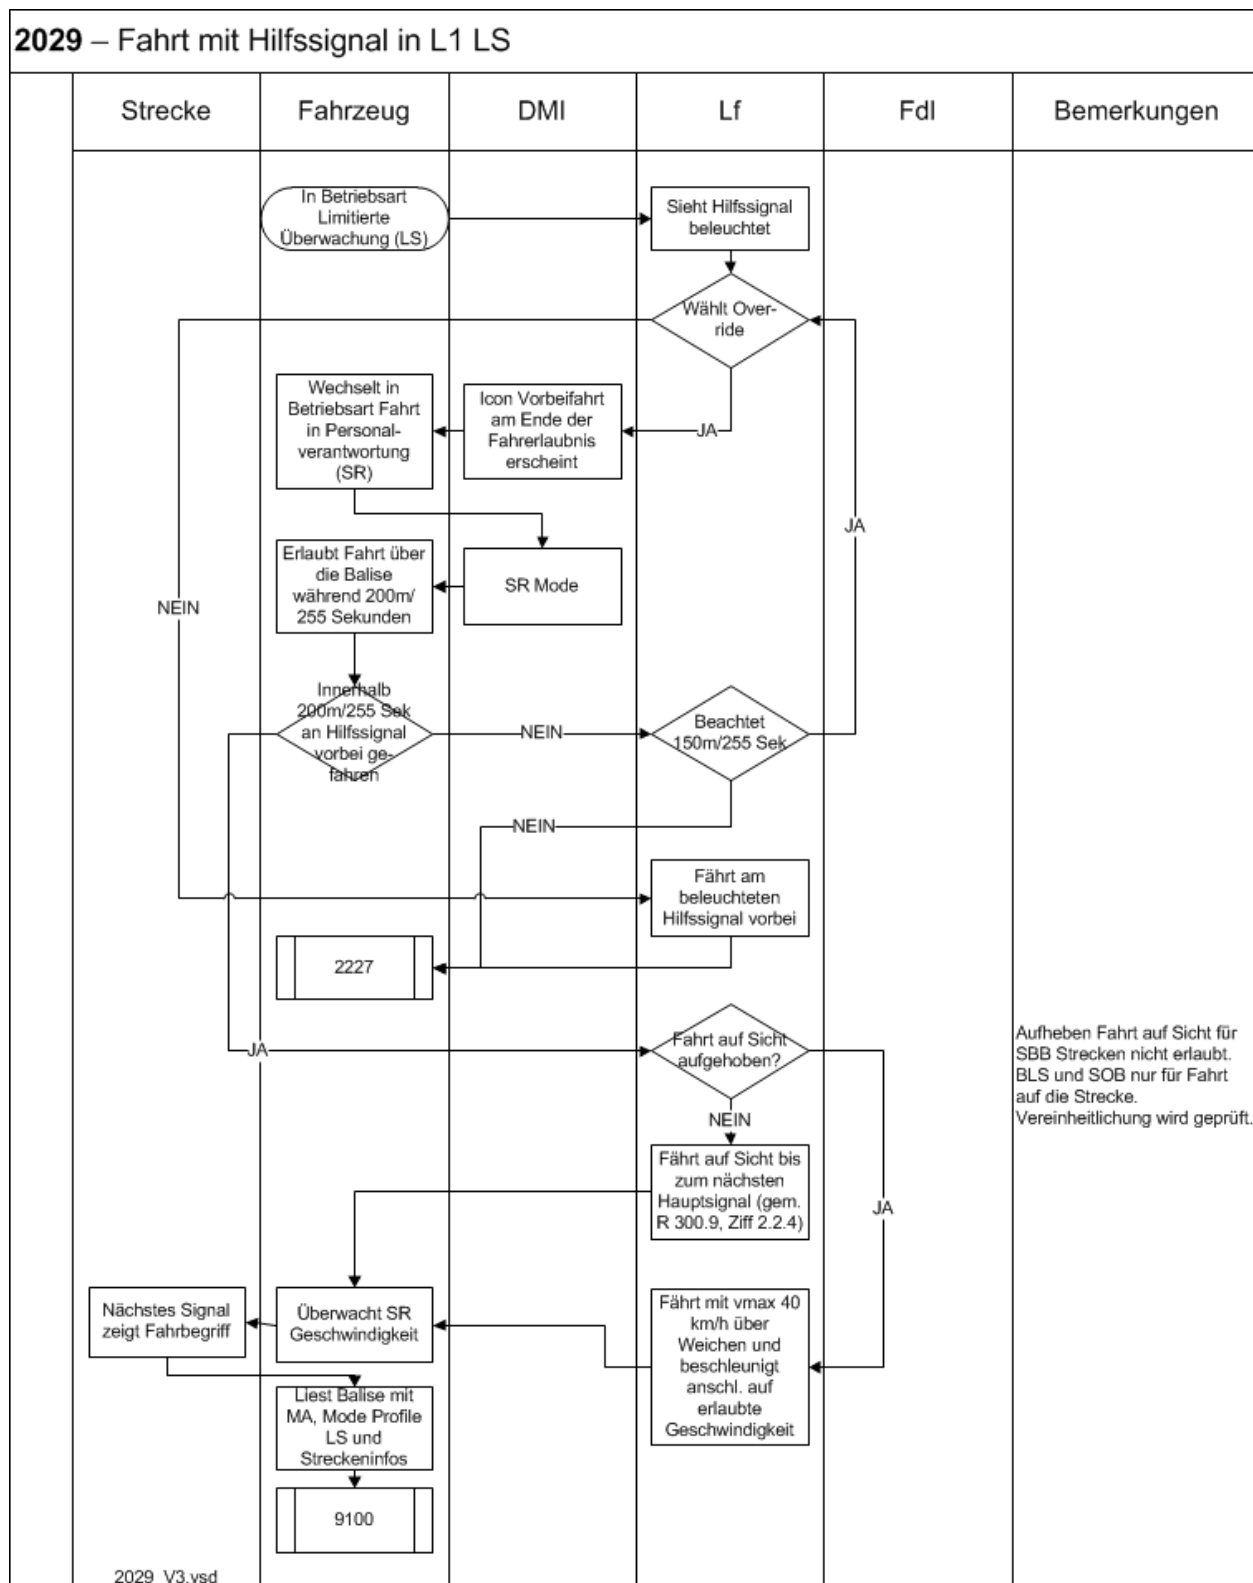 2029 – Fahrt mit Hilfssignal in L1 LS
Strecke
Fahrzeug
DMI
Lf
Fdl
Bemerkungen
In Betriebsart
Limitierte
Überwachung (LS)
Sieht Hilfssignal
beleuchtet
Wählt Over-
ride
Wechselt in
Betriebsart Fahrt
in Personal-
verantwortung
(SR)
Icon Vorbeifahrt
am Ende der
Fahrerlaubnis
erscheint
JA
JA
Erlaubt Fahrt über
die Balise
während 200m/
255 Sekunden
SR Mode
NEIN
Innerhalb
200m/255 Sek
an Hilfssignal
vorbei ge-
fahren
NEIN
Beachtet
150m/255 Sek
NEIN
Fährt am
beleuchteten
Hilfssignal vorbei
2227
JA
Fahrt auf Sicht
aufgehoben?
Aufheben Fahrt auf Sicht für
SBB Strecken nicht erlaubt.
BLS und SOB nur für Fahrt
auf die Strecke.
Vereinheitlichung wird geprüft.
NEIN
Fährt auf Sicht bis
zum nächsten
Hauptsignal (gem.
R 300.9, Ziff 2.2.4)
JA
Nächstes Signal
zeigt Fahrbegriff
Überwacht SR
Geschwindigkeit
Fährt mit vmax 40
km/h über
Weichen und
beschleunigt
anschl. auf
erlaubte
Geschwindigkeit
Liest Balise mit
MA, Mode Profile
LS und
Streckeninfos
9100
2029_V3.vsd